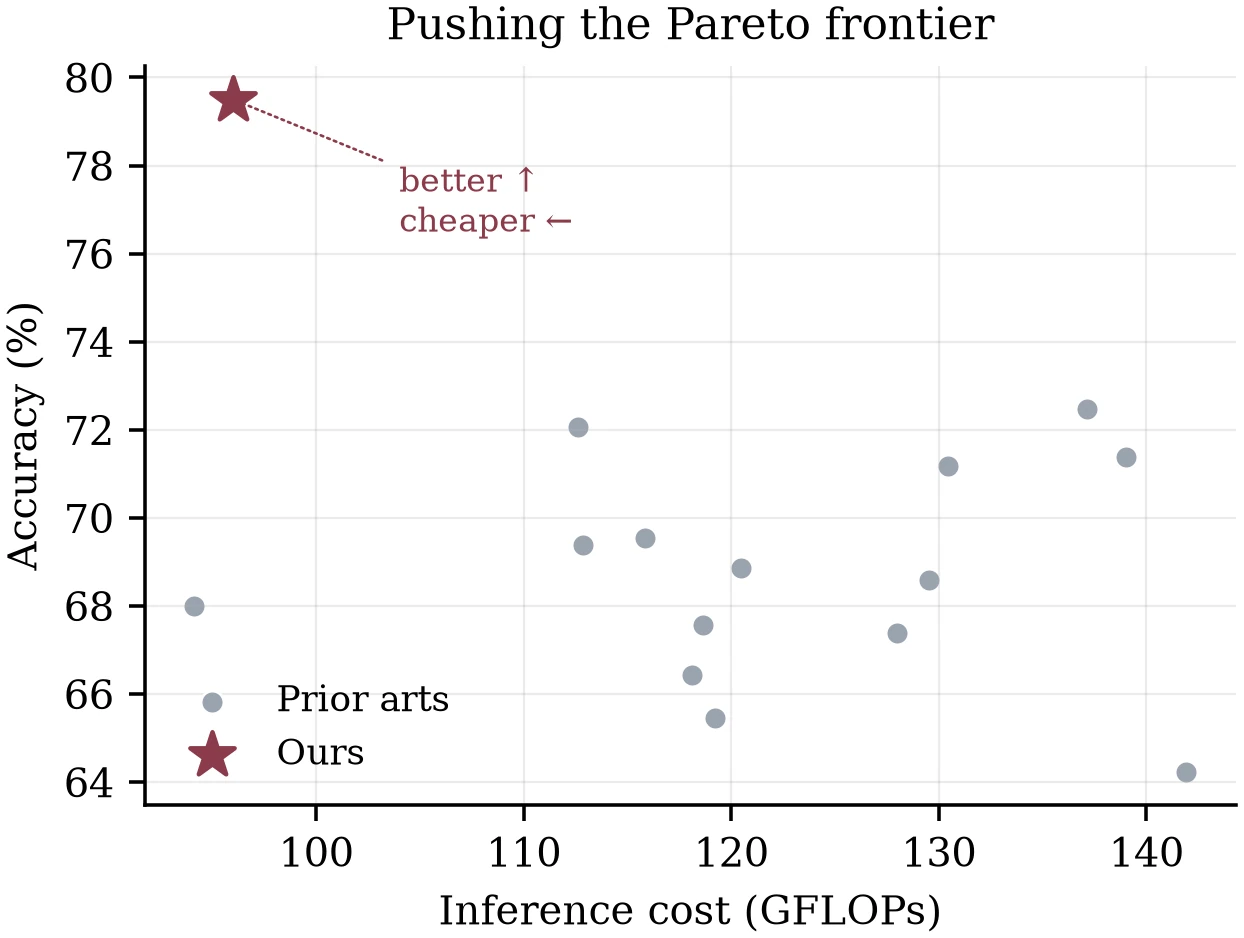 Pushing the Pareto frontier
Accuracy (%)
80
78
76
74
72
70
68
66
64
better ↑
cheaper ←
Prior arts
Ours
100 110 120 130 140
Inference cost (GFLOPs)